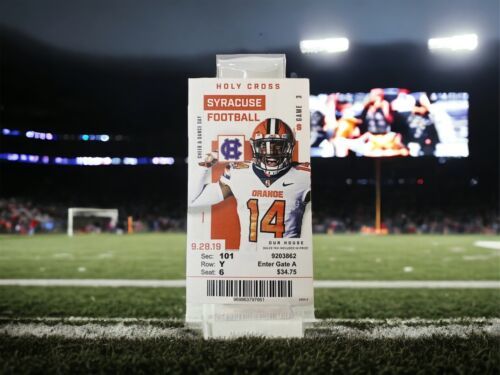 HOLY CROSS
SYRACUSE
FOOTBALL
GAME 3
ORANGE
14
OUR HOUSE
9.28.19
Sec: 101
Row: Y
Seat: 6
9203862
Enter Gate A
$34.75